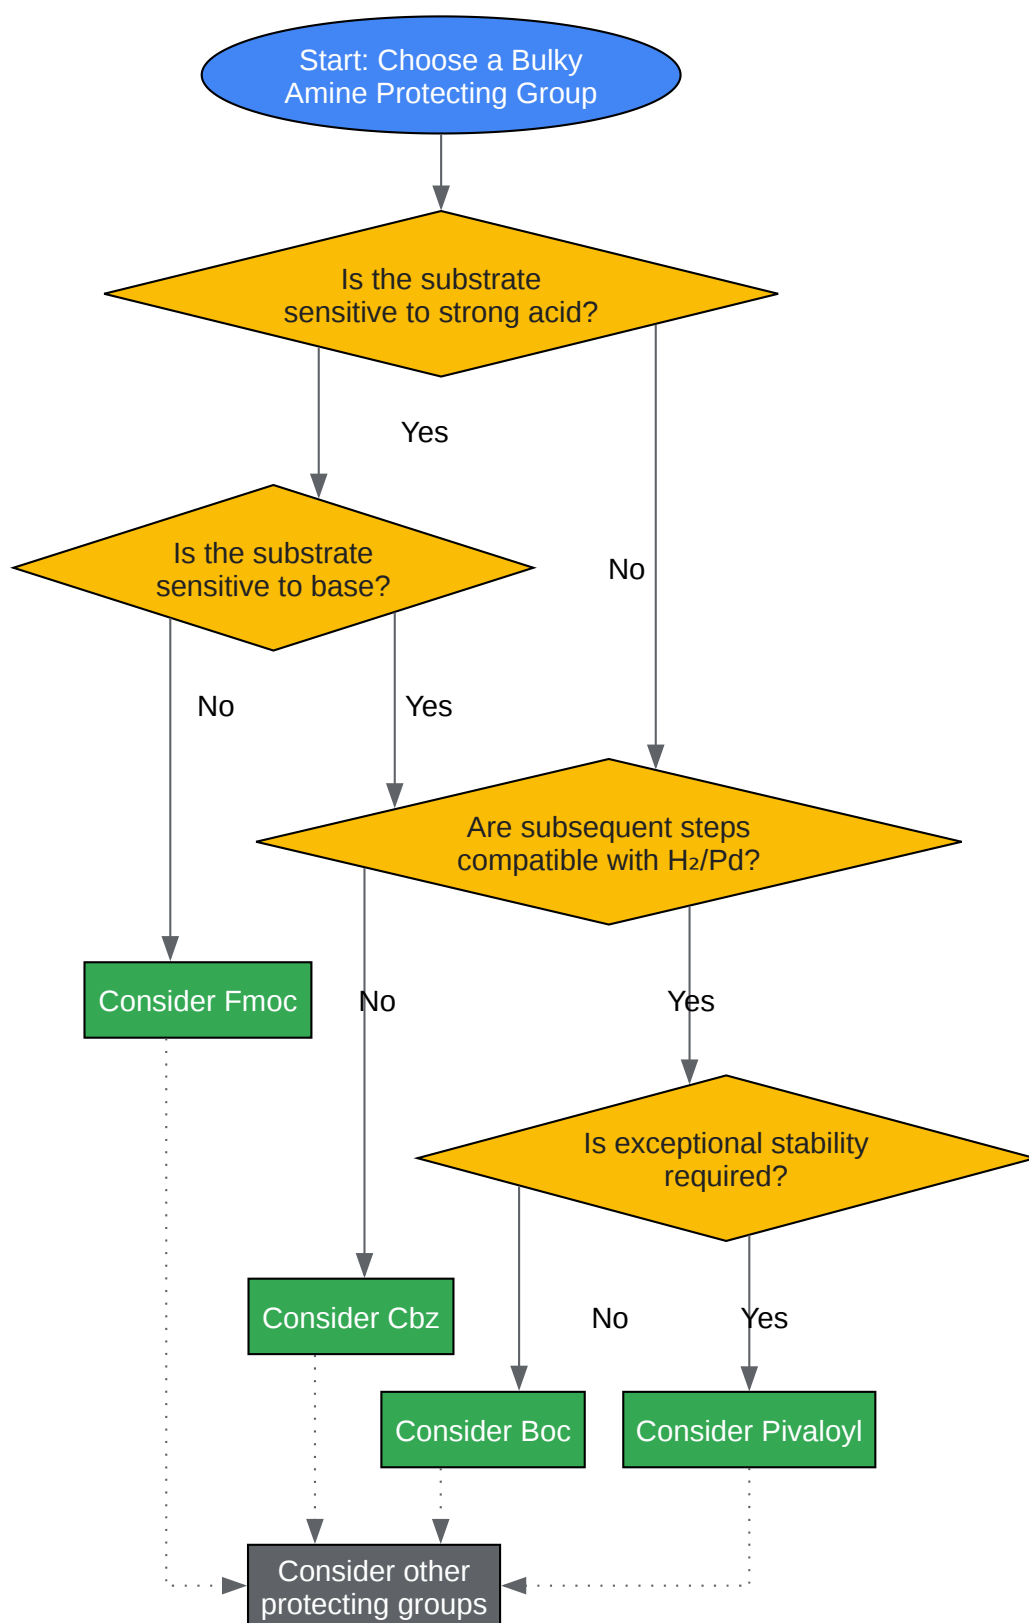 Start: Choose a Bulky
Amine Protecting Group
Is the substrate
sensitive to strong acid?
Yes
Is the substrate
sensitive to base?
No
No
Yes
Are subsequent steps
compatible with H₂/Pd?
Consider Fmoc
No
Yes
Is exceptional stability
required?
Consider Cbz
No
Yes
Consider Boc
Consider Pivaloyl
Consider other
protecting groups